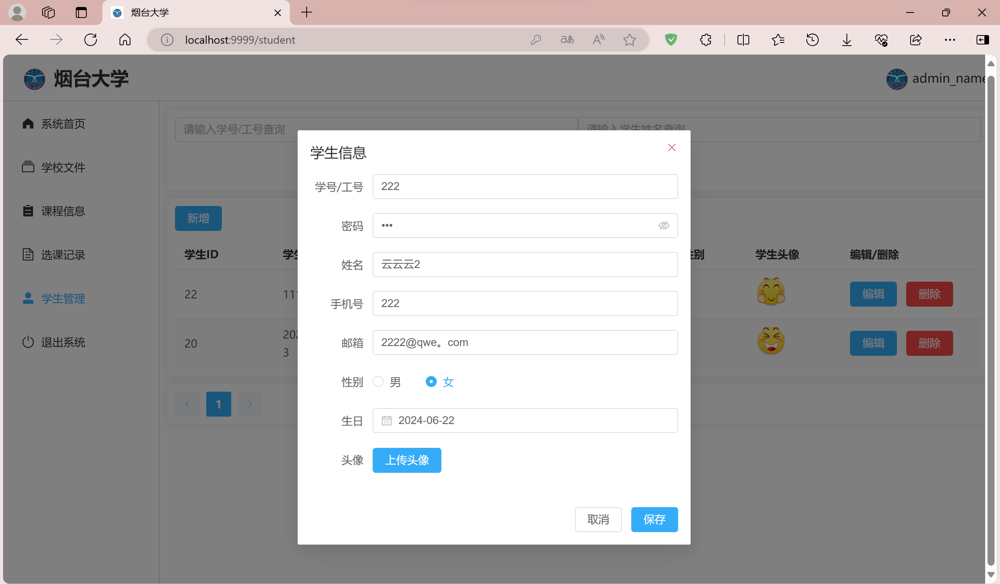 烟台大学
localhost:9999/student
烟台大学
admin_name
系统首页
学校文件
课程信息
选课记录
学生管理
退出系统
请输入学号/工号查询
请输入学生姓名查询
新增
学生ID
学生头像
编辑/删除
22
编辑
删除
20
3
编辑
删除
1
学生信息
学号/工号
222
密码
•••
姓名
云云云2
手机号
222
邮箱
2222@qwe。com
性别
男
女
生日
2024-06-22
头像
上传头像
取消
保存